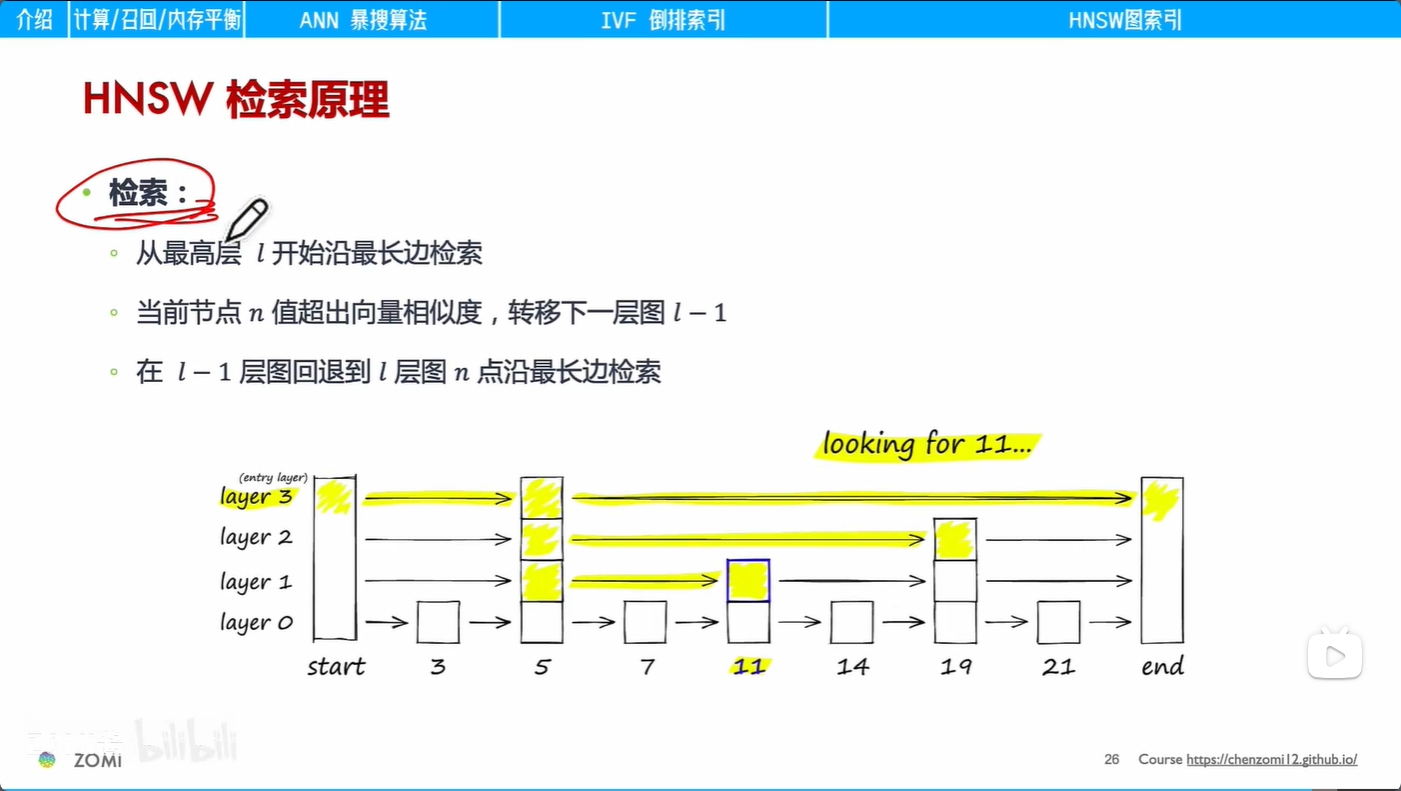 介绍
计算/召回/内存平衡
ANN 暴搜算法
IVF 倒排索引
HNSW图索引
HNSW 检索原理
检索：
从最高层 l 开始沿最长边检索
当前节点 n 值超出向量相似度，转移下一层图 l − 1
在 l − 1 层图回退到 l 层图 n 点沿最长边检索
looking for 11...
(entry layer)
layer 3
layer 2
layer 1
layer 0
start 3 5 7 11 14 19 21 end
bilibili
ZOMI
26 Course https://chenzomi12.github.io/